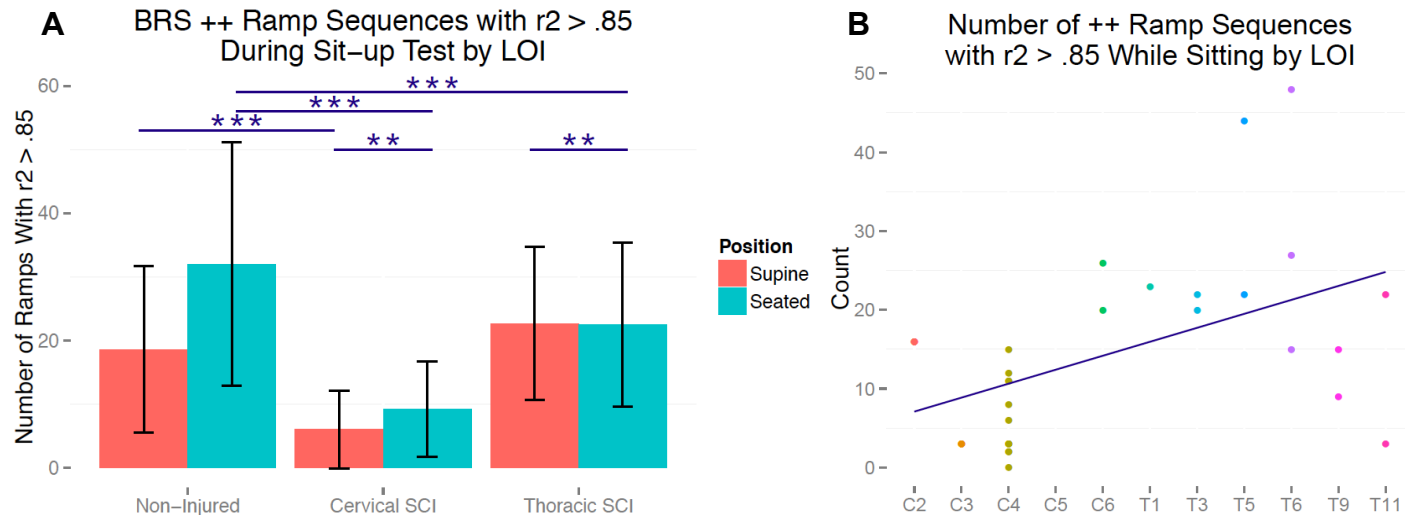 A
BRS ++ Ramp Sequences with r2 > .85
During Sit−up Test by LOI
Number of Ramps With r2 > .85
60
40
20
0
***
***
***
**
**
Non−Injured
Cervical SCI
Thoracic SCI
Position
Supine
Seated
B
Number of ++ Ramp Sequences
with r2 > .85 While Sitting by LOI
Count
50
40
30
20
10
0
C2 C3 C4 C5 C6 T1 T3 T5 T6 T9 T11